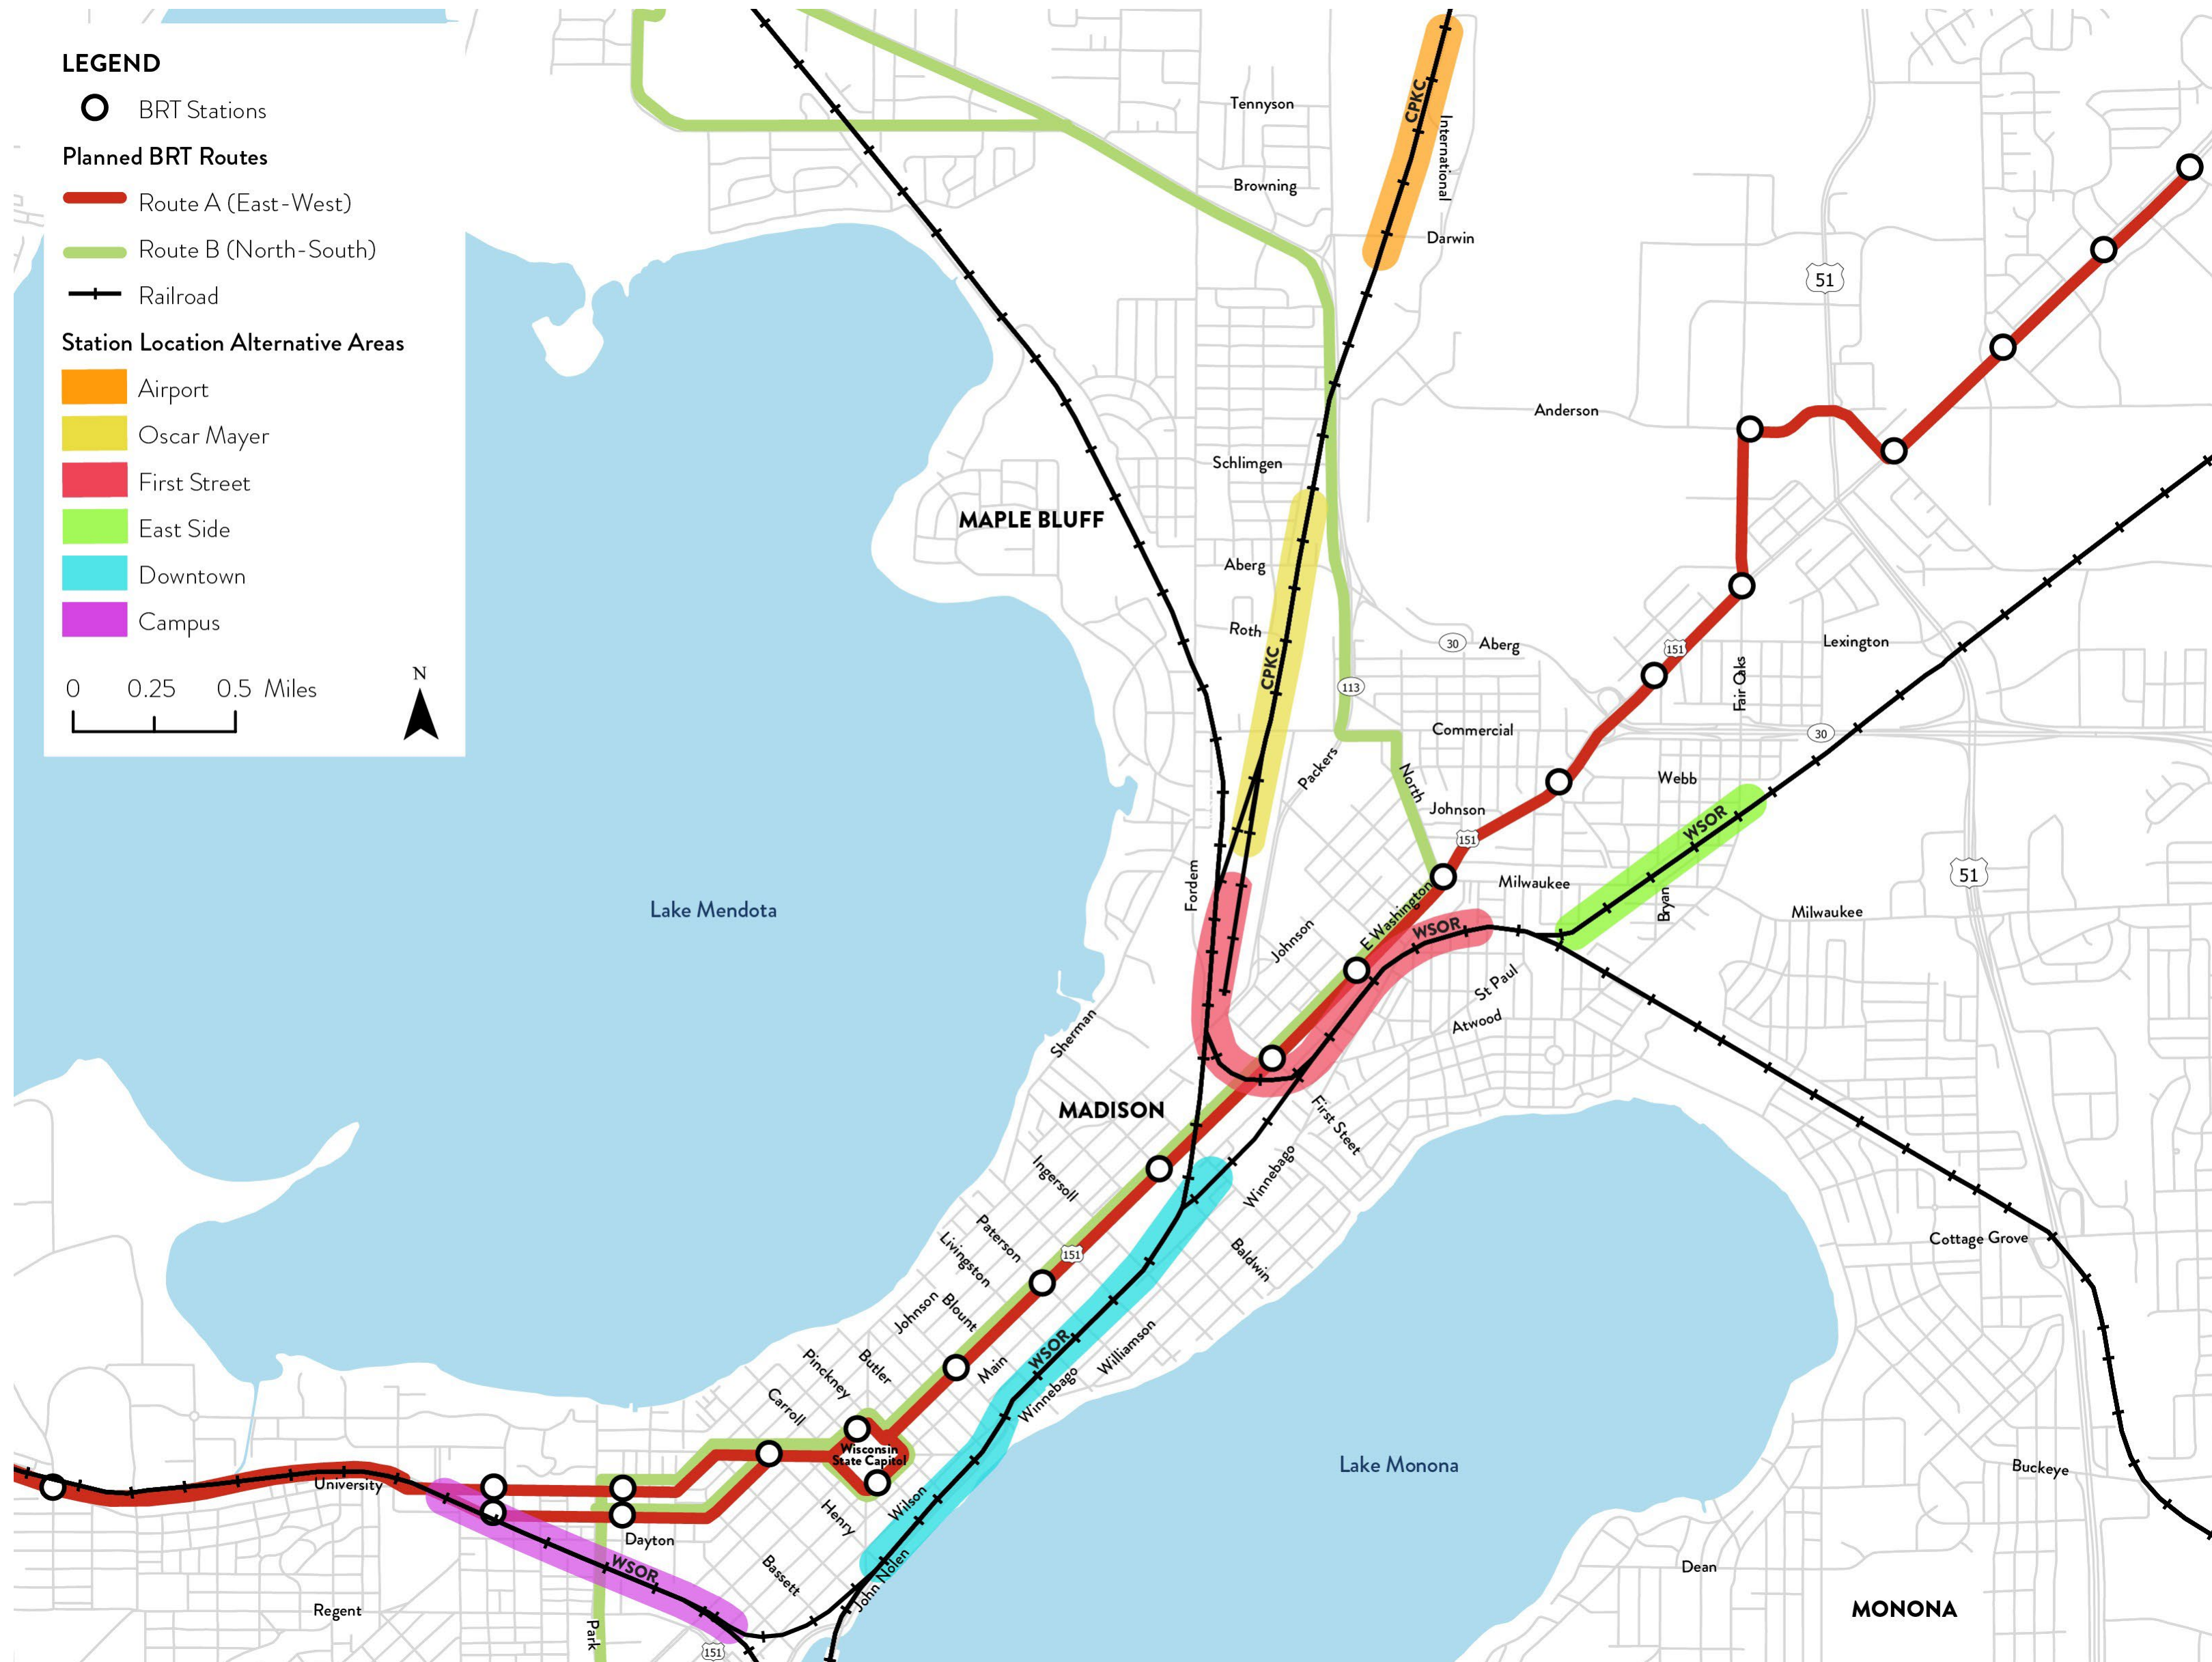 LEGEND
BRT Stations
Planned BRT Routes
Route A (East-West)
Route B (North-South)
Railroad
Station Location Alternative Areas
Airport
Oscar Mayer
First Street
East Side
Downtown
Campus
0 0.25 0.5 Miles
N
CPKC
Tennyson
International
Browning
Darwin
51
Anderson
Schlimgen
MAPLE BLUFF
Aberg
Roth
30
Aberg
151
Lexington
CPKC
113
Fair Oaks
Commercial
30
Packers
North
Webb
Johnson
151
WSOR
Fordem
Milwaukee
51
Bryan
Milwaukee
Lake Mendota
E Washington
WSOR
Johnson
St Paul
Atwood
Sherman
MADISON
First Steet
Ingersoll
Winnebago
Paterson
151
Livingston
Baldwin
Cottage Grove
Johnson
Blount
WSOR
Williamson
Pinckney
Butler
Main
Winnebago
Carroll
Wisconsin
State Capitol
Lake Monona
Buckeye
University
Wilson
Henry
Dayton
WSOR
Bassett
John Nolen
Dean
Regent
MONONA
Park
151